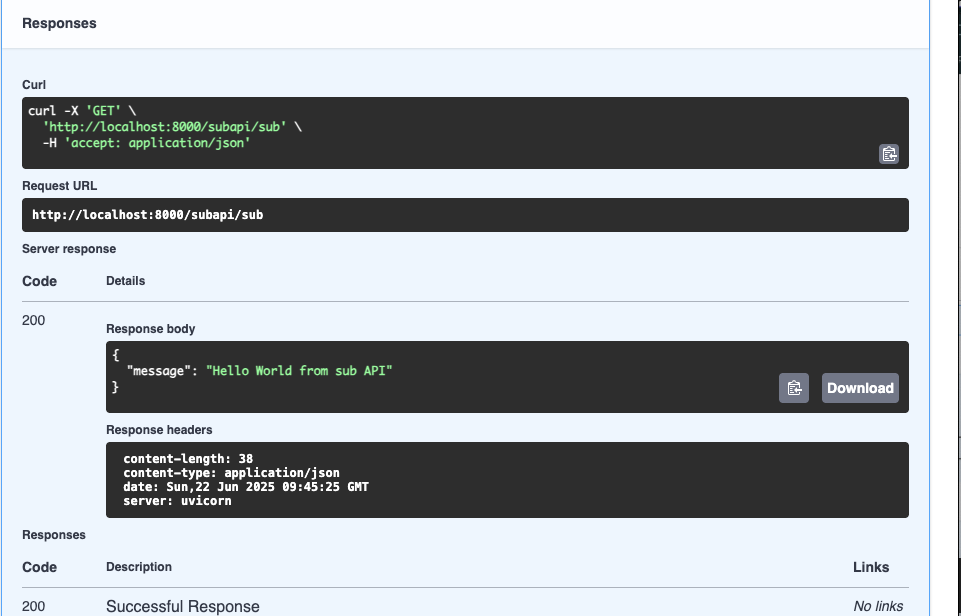 Responses
Curl
curl -X 'GET' \
  'http://localhost:8000/subapi/sub' \
  -H 'accept: application/json'
Request URL
http://localhost:8000/subapi/sub
Server response
Code Details
200
Response body
{
  "message": "Hello World from sub API"
}
Download
Response headers
content-length: 38
content-type: application/json
date: Sun,22 Jun 2025 09:45:25 GMT
server: uvicorn
Responses
Code Description Links
200 Successful Response No links